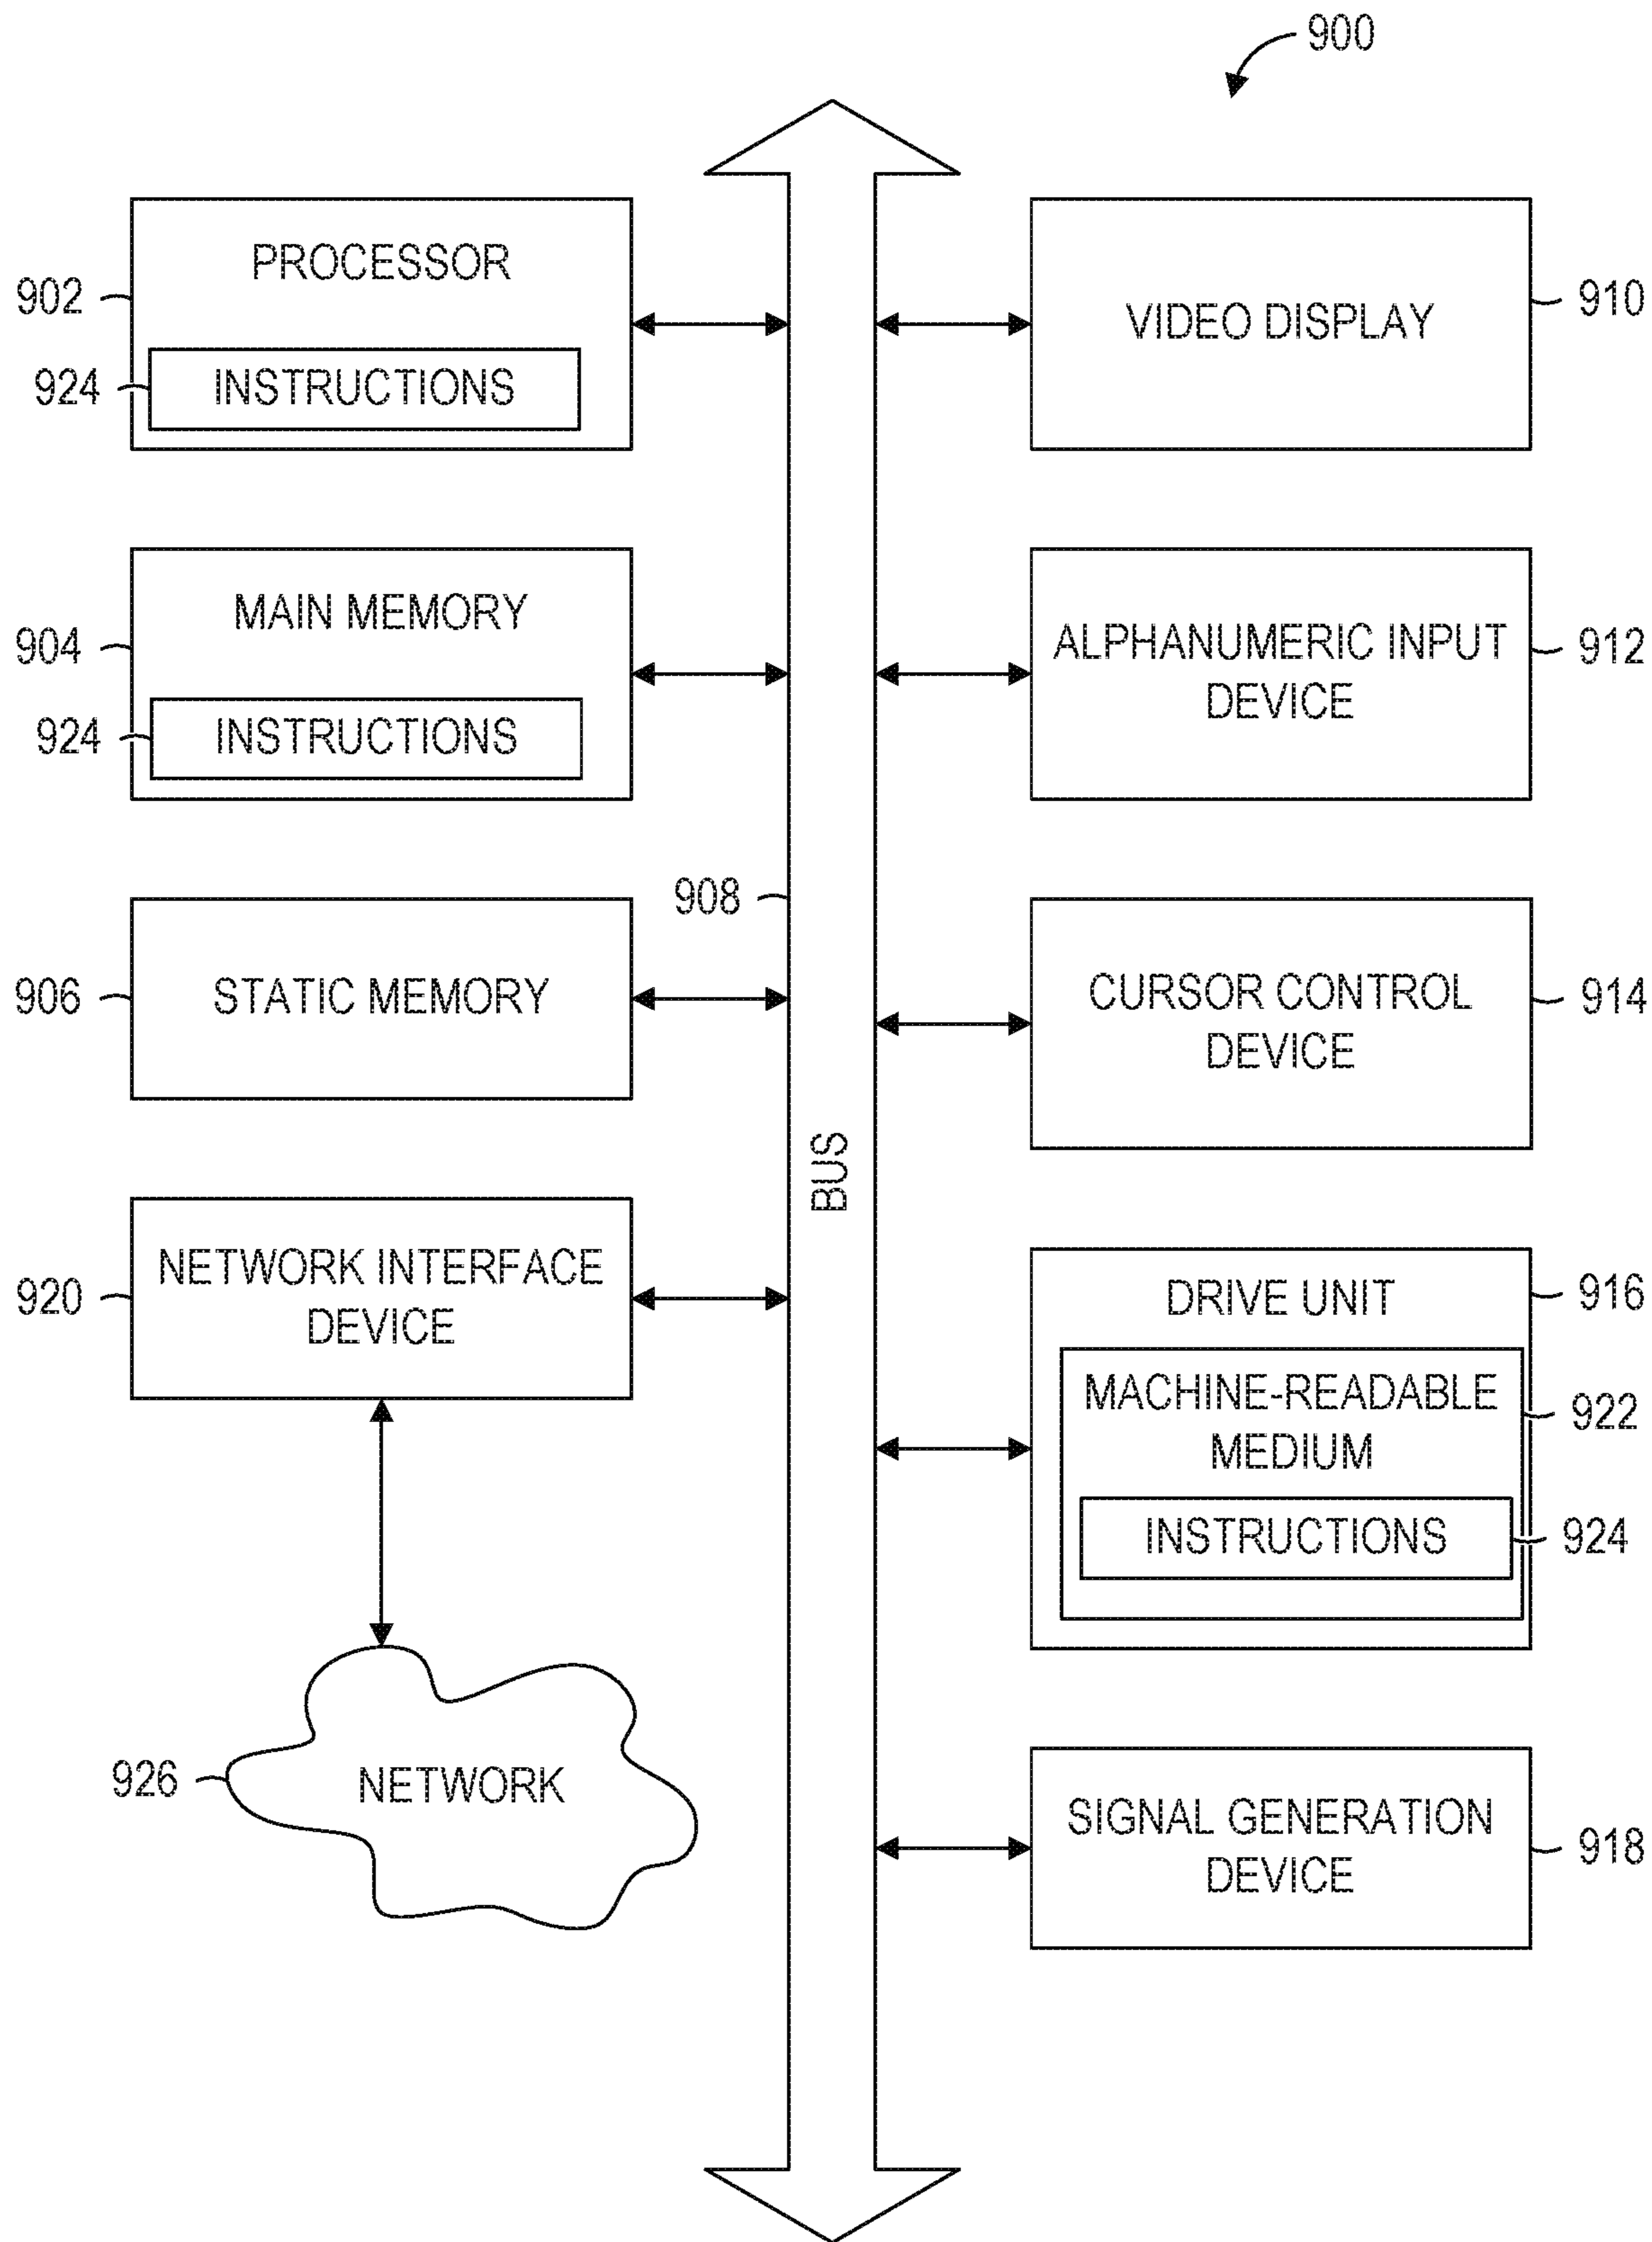 900
PROCESSOR
902
924
INSTRUCTIONS
MAIN MEMORY
904
924
INSTRUCTIONS
906
STATIC MEMORY
920
NETWORK INTERFACE
DEVICE
926
NETWORK
908
BUS
VIDEO DISPLAY
910
ALPHANUMERIC INPUT
DEVICE
912
CURSOR CONTROL
DEVICE
914
DRIVE UNIT
916
MACHINE-READABLE
MEDIUM
922
INSTRUCTIONS
924
SIGNAL GENERATION
DEVICE
918